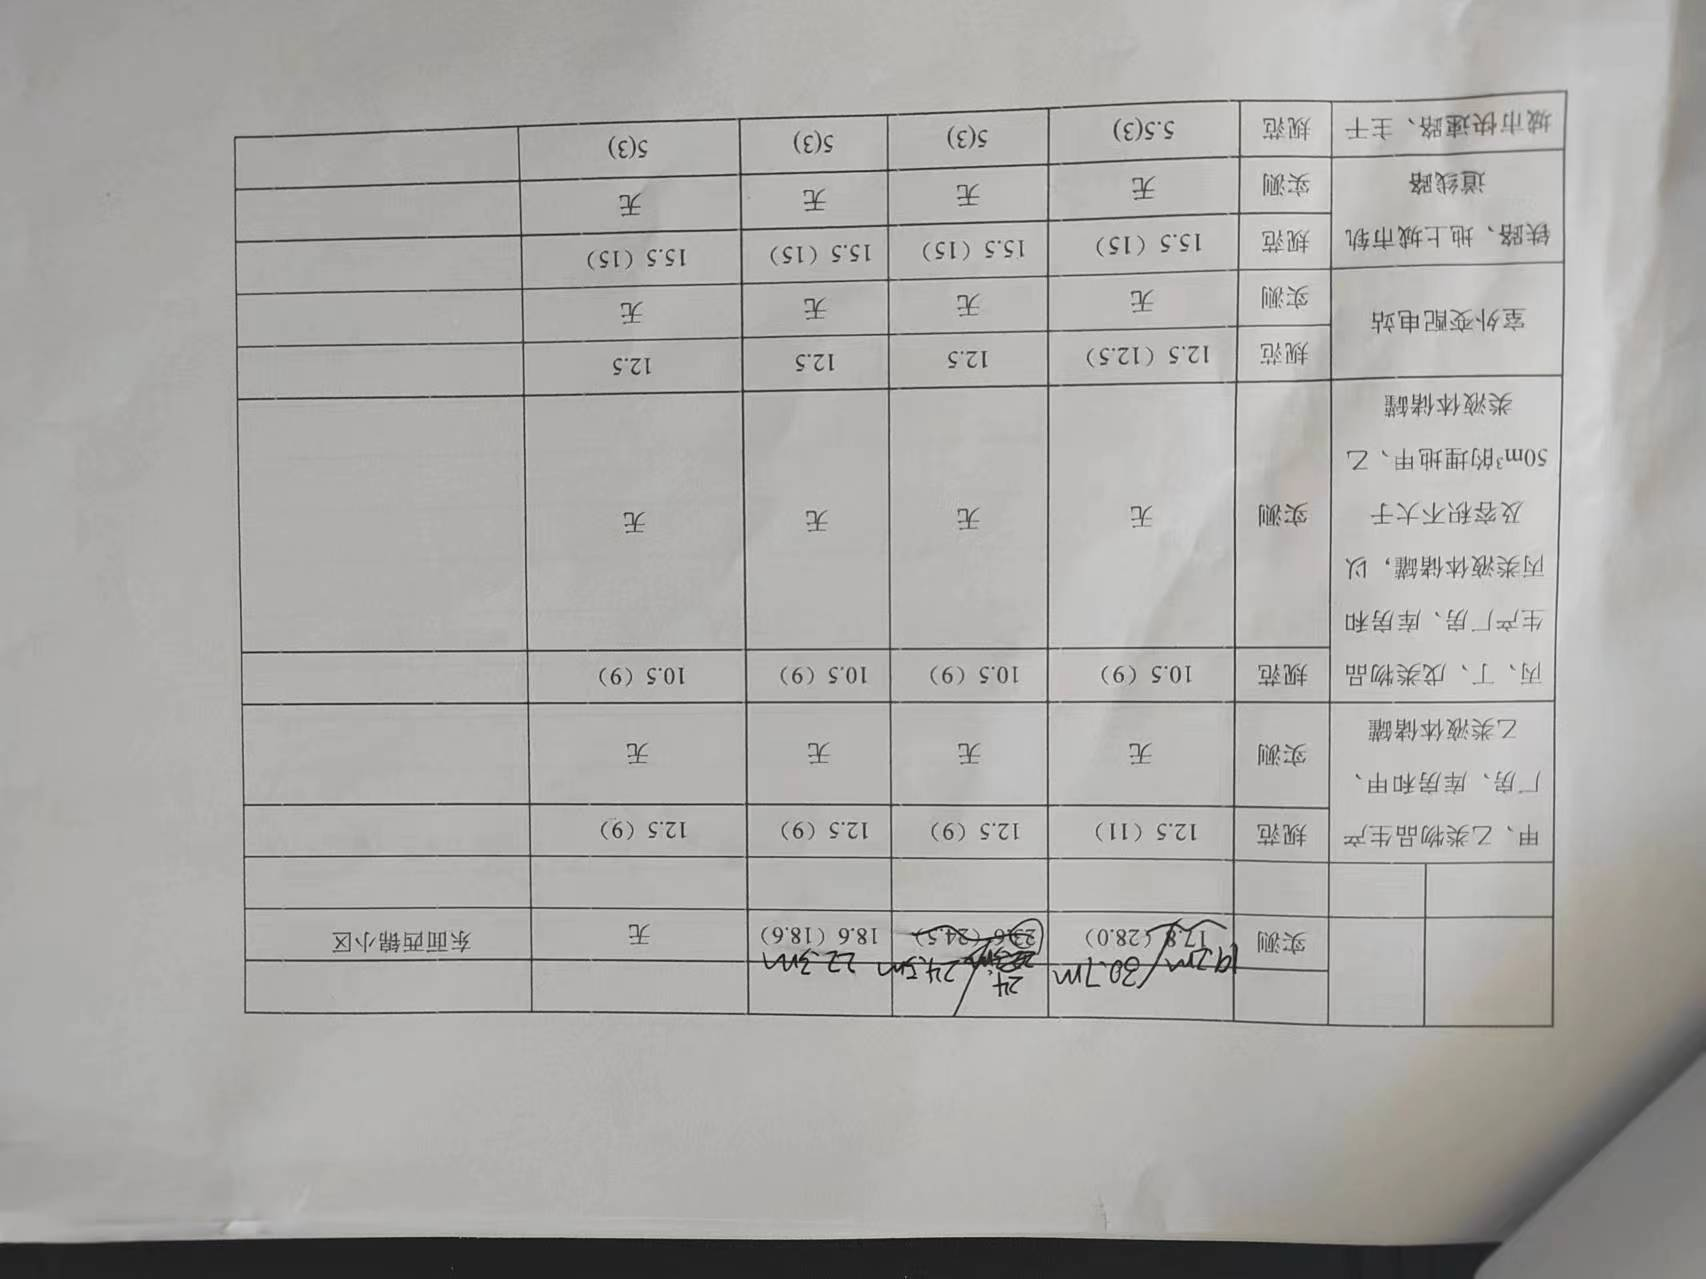 19.2m/30.7m 24. /24.5m 22.3m
实测 17.8（28.0） 23.6（24.5） 18.6（18.6） 无 东面西锦小区
甲、乙类物品生产 规范 12.5（11） 12.5（9） 12.5（9） 12.5（9）
厂房、库房和甲、
乙类液体储罐 实测 无 无 无 无
丙、丁、戊类物品 规范 10.5（9） 10.5（9） 10.5（9） 10.5（9）
生产厂房、库房和
丙类液体储罐，以
及容积不大于 实测 无 无 无 无
50m³的埋地甲、乙
类液体储罐
室外变配电站 规范 12.5（12.5） 12.5 12.5 12.5
实测 无 无 无 无
铁路、地上城市轨 规范 15.5（15） 15.5（15） 15.5（15） 15.5（15）
道线路 实测 无 无 无 无
城市快速路、主干 规范 5.5(3) 5(3) 5(3) 5(3)